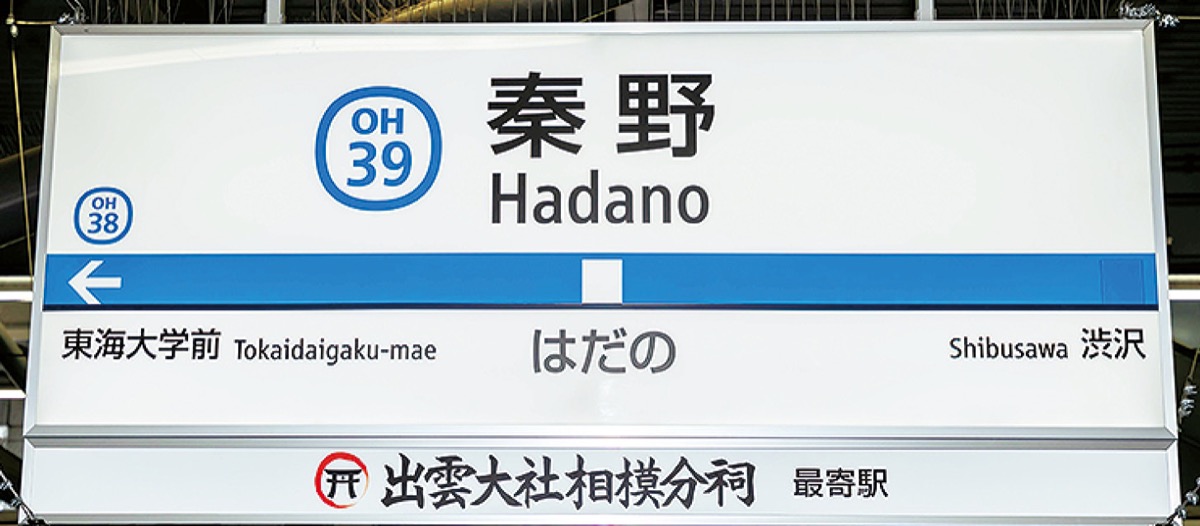 OH
39
秦野
Hadano
OH
38
東海大学前 Tokaidaigaku-mae
はだの
Shibusawa 渋沢
出雲大社相模分祠 最寄駅